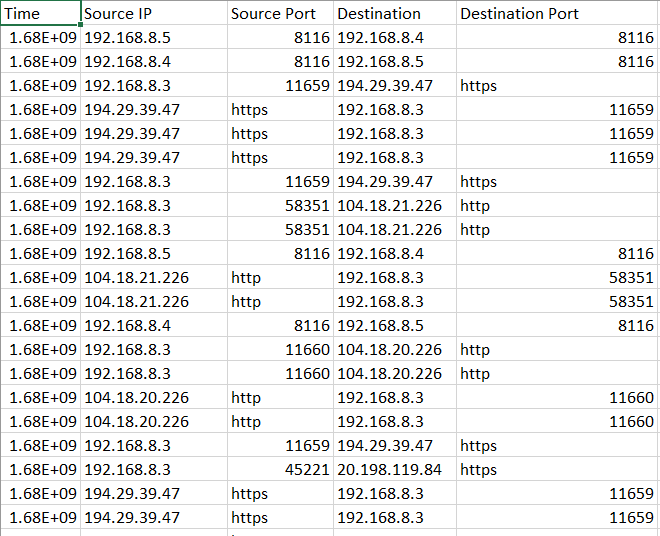 Time Source IP Source Port Destination Destination Port
1.68E+09 192.168.8.5 8116 192.168.8.4 8116
1.68E+09 192.168.8.4 8116 192.168.8.5 8116
1.68E+09 192.168.8.3 11659 194.29.39.47 https
1.68E+09 194.29.39.47 https 192.168.8.3 11659
1.68E+09 194.29.39.47 https 192.168.8.3 11659
1.68E+09 194.29.39.47 https 192.168.8.3 11659
1.68E+09 192.168.8.3 11659 194.29.39.47 https
1.68E+09 192.168.8.3 58351 104.18.21.226 http
1.68E+09 192.168.8.3 58351 104.18.21.226 http
1.68E+09 192.168.8.5 8116 192.168.8.4 8116
1.68E+09 104.18.21.226 http 192.168.8.3 58351
1.68E+09 104.18.21.226 http 192.168.8.3 58351
1.68E+09 192.168.8.4 8116 192.168.8.5 8116
1.68E+09 192.168.8.3 11660 104.18.20.226 http
1.68E+09 192.168.8.3 11660 104.18.20.226 http
1.68E+09 104.18.20.226 http 192.168.8.3 11660
1.68E+09 104.18.20.226 http 192.168.8.3 11660
1.68E+09 192.168.8.3 11659 194.29.39.47 https
1.68E+09 192.168.8.3 45221 20.198.119.84 https
1.68E+09 194.29.39.47 https 192.168.8.3 11659
1.68E+09 194.29.39.47 https 192.168.8.3 11659